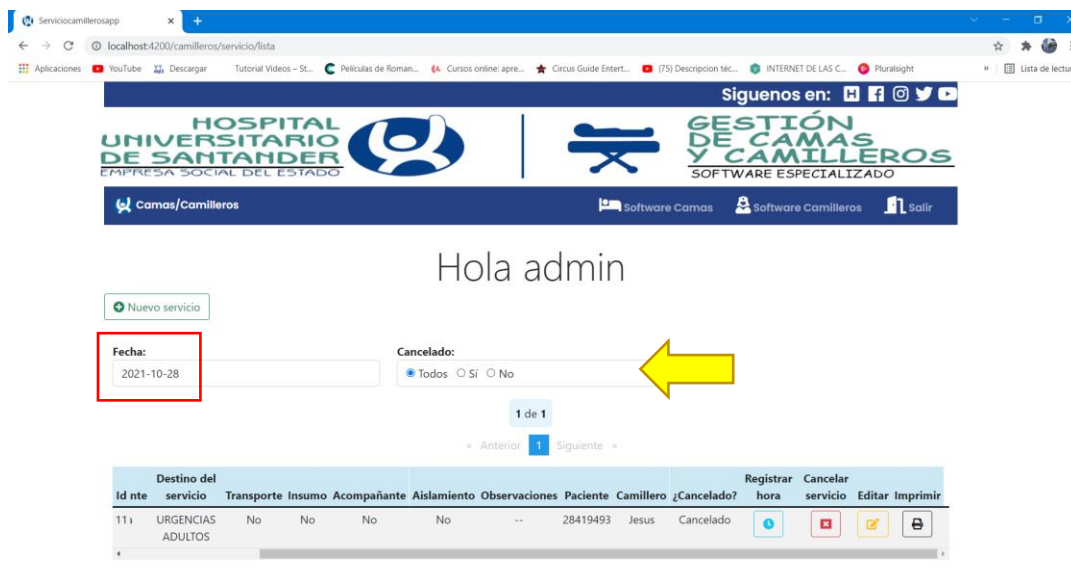 Serviciocamillerosapp
localhost:4200/camilleros/servicio/lista
Aplicaciones YouTube Descargar Tutorial Videos – St... Películas de Roman... Cursos online: apre... Circus Guide Entert... (75) Descripcion téc... INTERNET DE LAS C... Pluralsight » Lista de lectu
Siguenos en:
HOSPITAL
UNIVERSITARIO
DE SANTANDER
EMPRESA SOCIAL DEL ESTADO
GESTIÓN
DE CAMAS
Y CAMILLEROS
SOFTWARE ESPECIALIZADO
Camas/Camilleros Software Camas Software Camilleros Salir
Hola admin
Nuevo servicio
Fecha: Cancelado:
2021-10-28 Todos Sí No
1 de 1
« Anterior 1 Siguiente »
Destino del Registrar Cancelar
Id nte servicio Transporte Insumo Acompañante Aislamiento Observaciones Paciente Camillero ¿Cancelado? hora servicio Editar Imprimir
11 URGENCIAS No No No No -- 28419493 Jesus Cancelado
ADULTOS